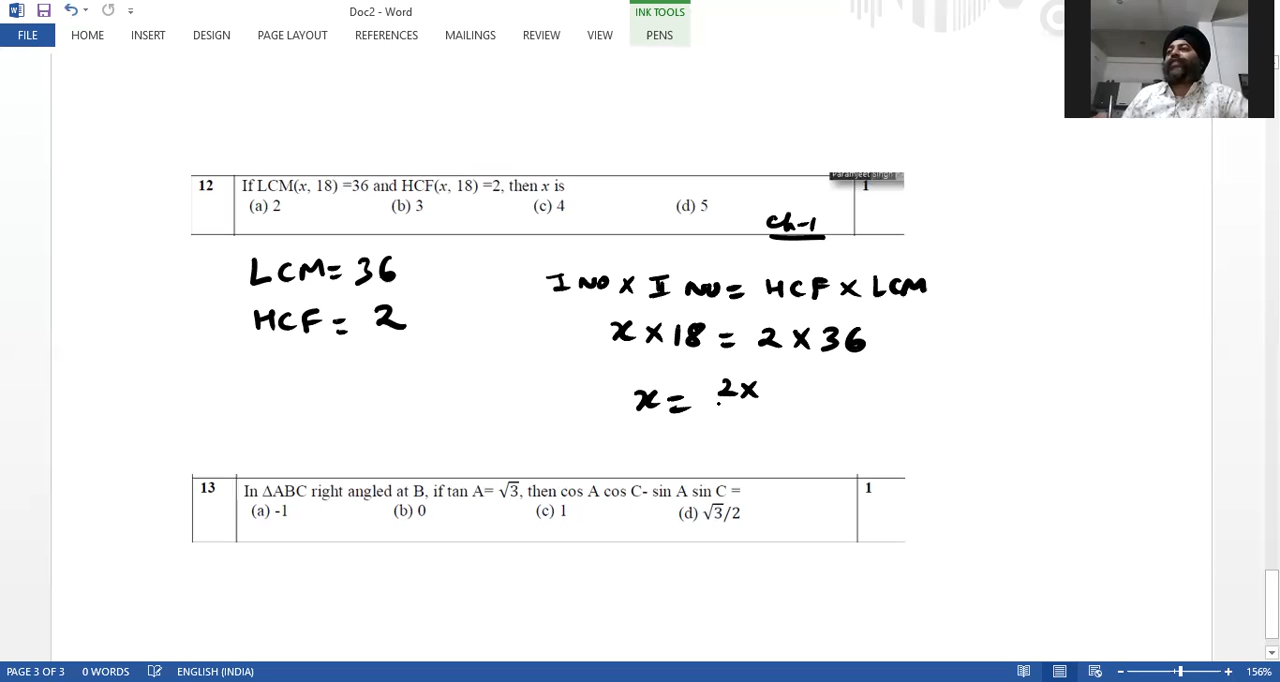 Doc2 - Word
INK TOOLS
FILE HOME INSERT DESIGN PAGE LAYOUT REFERENCES MAILINGS REVIEW VIEW PENS
Paramjeet Singh
12 If LCM(x, 18) =36 and HCF(x, 18) =2, then x is 1
(a) 2 (b) 3 (c) 4 (d) 5
Ch-1
LCM = 36
HCF = 2
I NO × II NO = HCF × LCM
x × 18 = 2 × 36
x = 2×
13 In ΔABC right angled at B, if tan A= √3, then cos A cos C- sin A sin C = 1
(a) -1 (b) 0 (c) 1 (d) √3/2
PAGE 3 OF 3 0 WORDS ENGLISH (INDIA) 156%